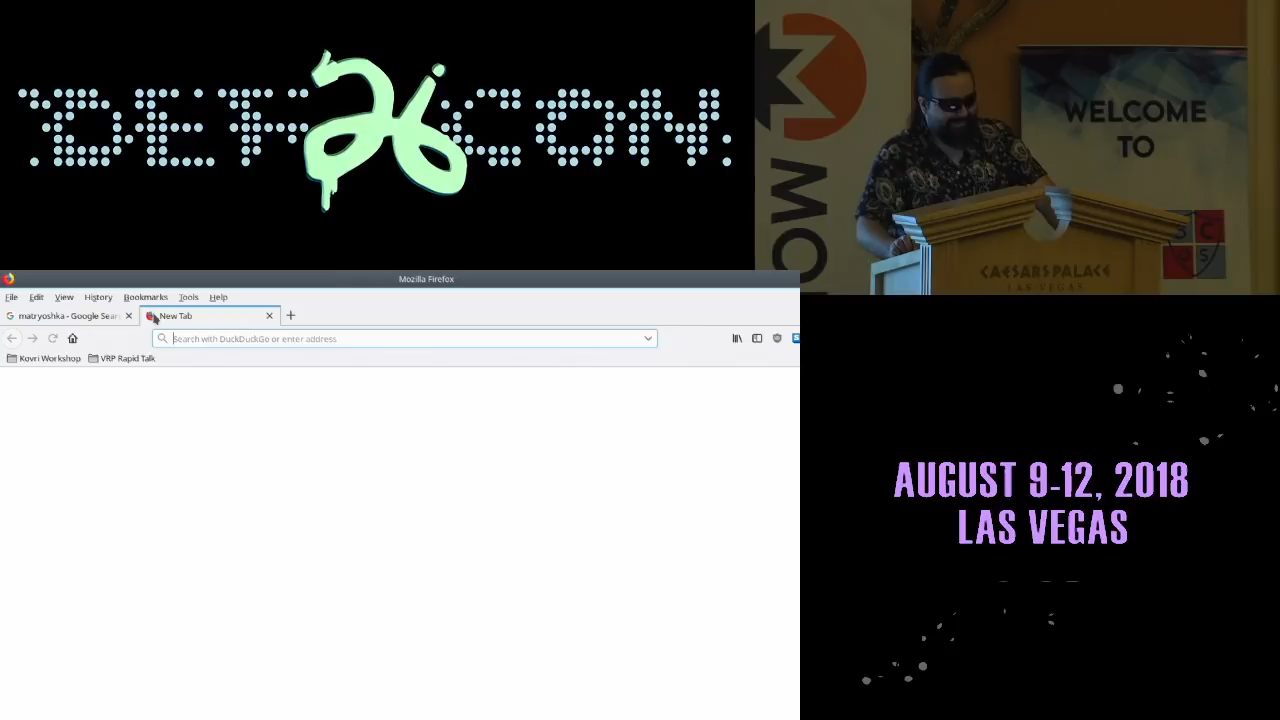 DEF 26 CON
WOW
WELCOME
TO
CAESARS PALACE
LAS VEGAS
Mozilla Firefox
File Edit View History Bookmarks Tools Help
matryoshka - Google Sear
New Tab
Search with DuckDuckGo or enter address
Kovri Workshop
VRP Rapid Talk
AUGUST 9-12, 2018
LAS VEGAS